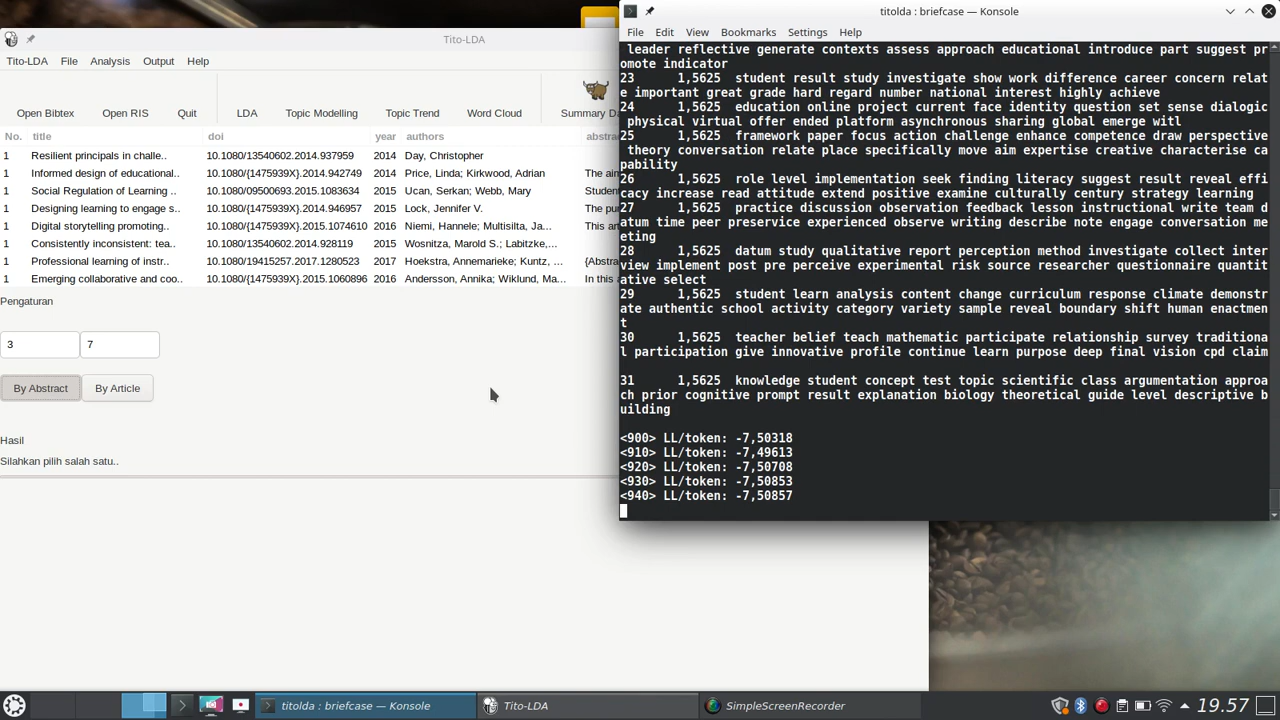 Tito-LDA
Tito-LDA File Analysis Output Help
Open Bibtex Open RIS Quit LDA Topic Modelling Topic Trend Word Cloud Summary D
No. title doi year authors abstra
1 Resilient principals in challe.. 10.1080/13540602.2014.937959 2014 Day, Christopher
1 Informed design of educational.. 10.1080/{1475939X}.2014.942749 2014 Price, Linda; Kirkwood, Adrian The aim
1 Social Regulation of Learning .. 10.1080/09500693.2015.1083634 2015 Ucan, Serkan; Webb, Mary Studen
1 Designing learning to engage s.. 10.1080/{1475939X}.2014.946957 2015 Lock, Jennifer V. The pu
1 Digital storytelling promoting... 10.1080/{1475939X}.2015.1074610 2016 Niemi, Hannele; Multisilta, Ja... This ar
1 Consistently inconsistent: tea.. 10.1080/13540602.2014.928119 2015 Wosnitza, Marold S.; Labitzke,...
1 Professional learning of instr.. 10.1080/19415257.2017.1280523 2017 Hoekstra, Annemarieke; Kuntz, ... {Abstra
1 Emerging collaborative and coo.. 10.1080/{1475939X}.2015.1060896 2016 Andersson, Annika; Wiklund, Ma... In this
Pengaturan
3 7
By Abstract By Article
Hasil
Silahkan pilih salah satu..
titolda : briefcase — Konsole
File Edit View Bookmarks Settings Help
leader reflective generate contexts assess approach educational introduce part suggest pr
omote indicator
23 1,5625 student result study investigate show work difference career concern relat
e important great grade hard regard number national interest highly achieve
24 1,5625 education online project current face identity question set sense dialogic
physical virtual offer ended platform asynchronous sharing global emerge witl
25 1,5625 framework paper focus action challenge enhance competence draw perspective
theory conversation relate place specifically move aim expertise creative characterise ca
pability
26 1,5625 role level implementation seek finding literacy suggest result reveal effi
cacy increase read attitude extend positive examine culturally century strategy learning
27 1,5625 practice discussion observation feedback lesson instructional write team d
atum time peer preservice experienced observe writing describe note engage conversation me
eting
28 1,5625 datum study qualitative report perception method investigate collect inter
view implement post pre perceive experimental risk source researcher questionnaire quantit
ative select
29 1,5625 student learn analysis content change curriculum response climate demonstr
ate authentic school activity category variety sample reveal boundary shift human enactmen
t
30 1,5625 teacher belief teach mathematic participate relationship survey traditiona
l participation give innovative profile continue learn purpose deep final vision cpd claim
31 1,5625 knowledge student concept test topic scientific class argumentation approa
ch prior cognitive prompt result explanation biology theoretical guide level descriptive b
uilding
<900> LL/token: -7,50318
<910> LL/token: -7,49613
<920> LL/token: -7,50708
<930> LL/token: -7,50853
<940> LL/token: -7,50857
titolda : briefcase — Konsole Tito-LDA SimpleScreenRecorder 19.57